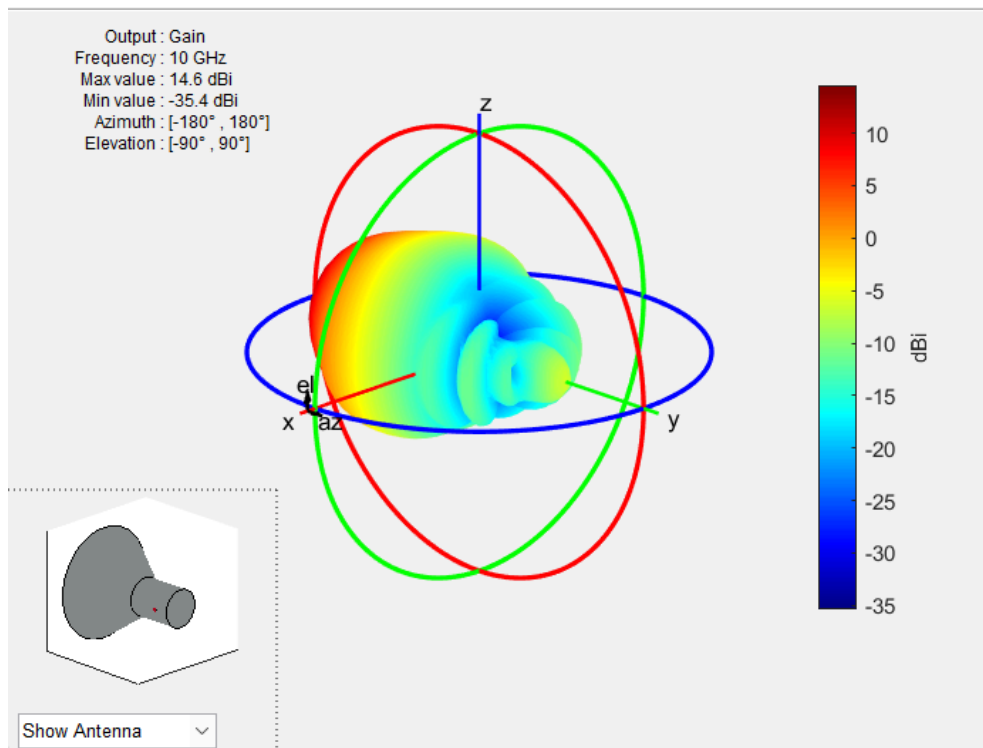 Output : Gain
Frequency : 10 GHz
Max value : 14.6 dBi
Min value : -35.4 dBi
Azimuth : [-180° , 180°]
Elevation : [-90° , 90°]
z
el
x
az
y
10
5
0
-5
-10
-15
-20
-25
-30
-35
dBi
Show Antenna